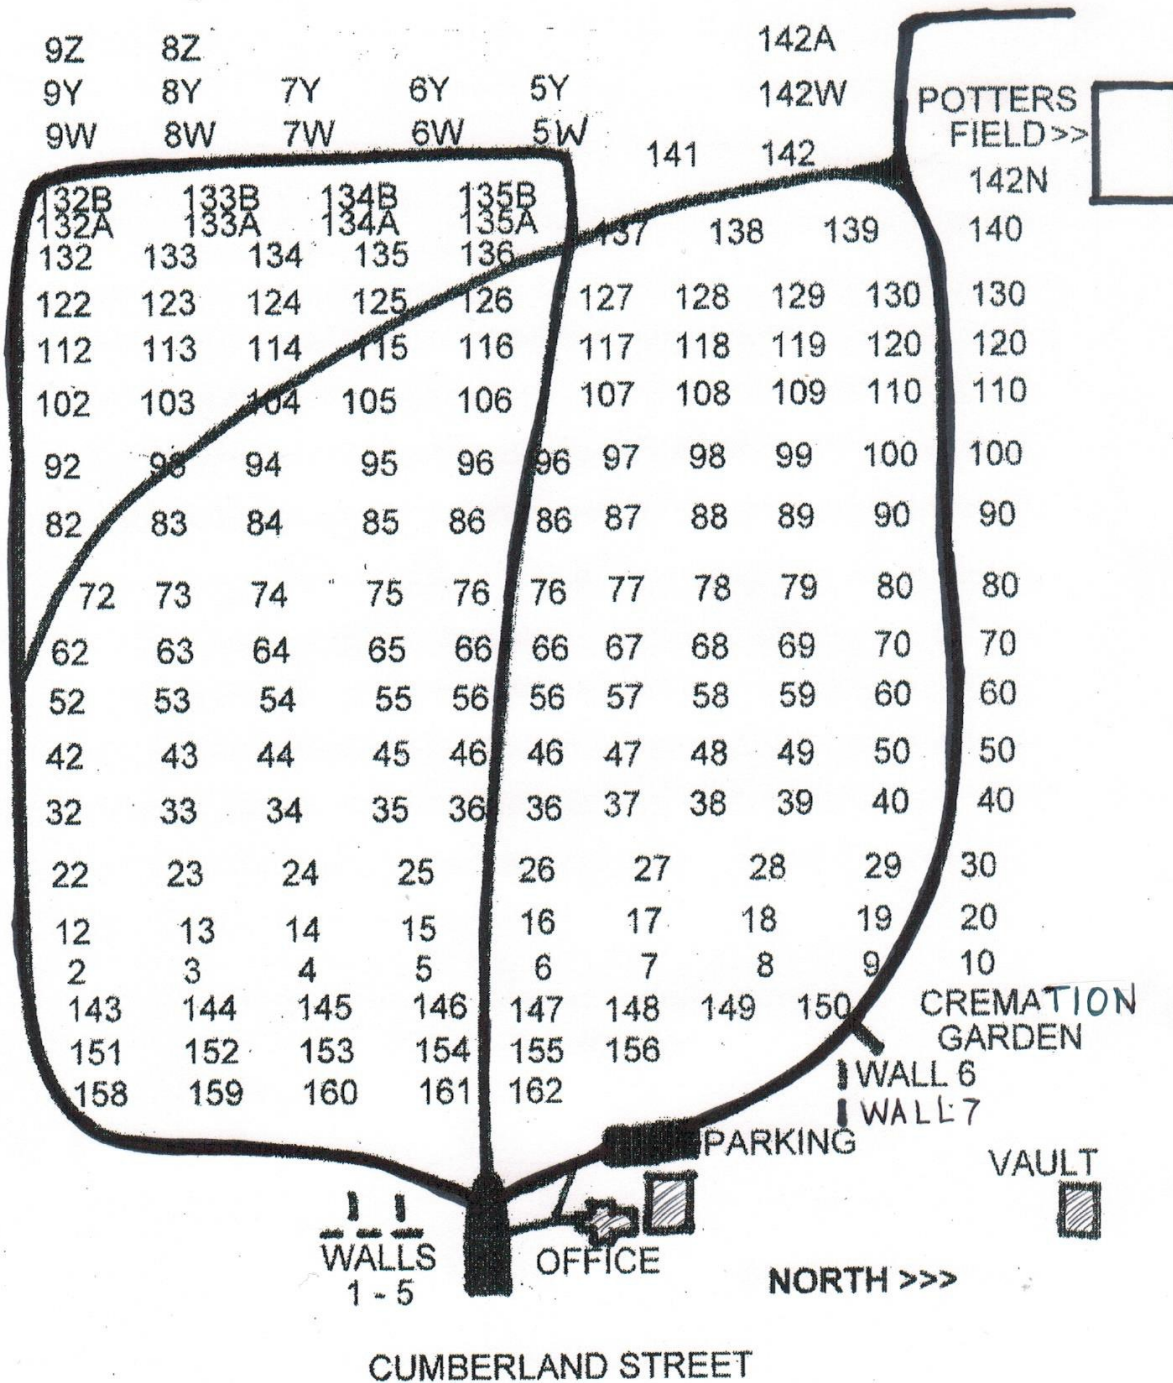 9Z 8Z 142A
9Y 8Y 7Y 6Y 5Y 142W POTTERS
9W 8W 7W 6W 5W FIELD>>
141 142 142N
132B 133B 134B 135B
132A 133A 134A 135A 137 138 139 140
132 133 134 135 136
122 123 124 125 126 127 128 129 130 130
112 113 114 115 116 117 118 119 120 120
102 103 104 105 106 107 108 109 110 110
92 93 94 95 96 96 97 98 99 100 100
82 83 84 85 86 86 87 88 89 90 90
72 73 74 75 76 76 77 78 79 80 80
62 63 64 65 66 66 67 68 69 70 70
52 53 54 55 56 56 57 58 59 60 60
42 43 44 45 46 46 47 48 49 50 50
32 33 34 35 36 36 37 38 39 40 40
22 23 24 25 26 27 28 29 30
12 13 14 15 16 17 18 19 20
2 3 4 5 6 7 8 9 10
143 144 145 146 147 148 149 150 CREMATION
GARDEN
151 152 153 154 155 156
WALL 6
158 159 160 161 162
WALL 7
PARKING
VAULT
WALLS
1 - 5
OFFICE
NORTH >>>
CUMBERLAND STREET